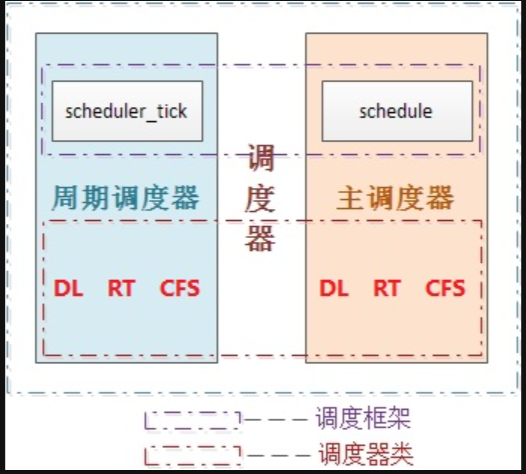 scheduler_tick
schedule
调度器
周期调度器
主调度器
DL RT CFS
DL RT CFS
调度框架
调度器类